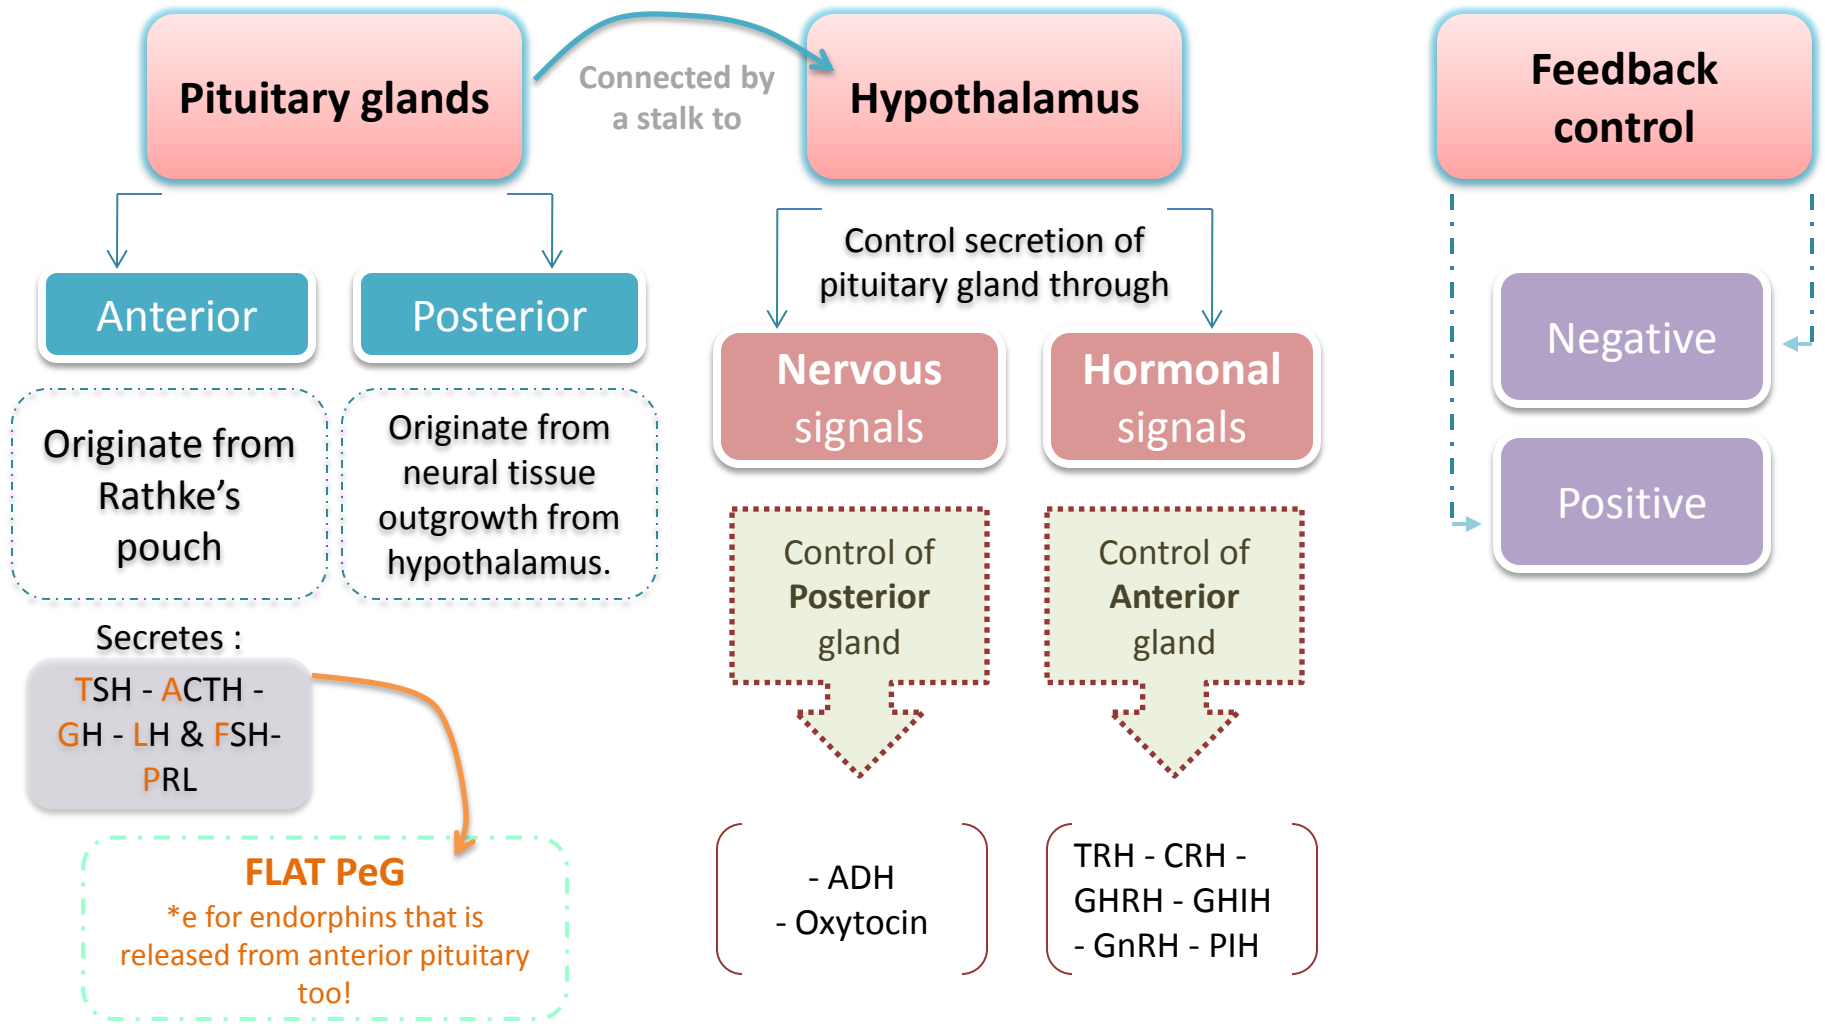 Pituitary glands
Connected by
a stalk to
Hypothalamus
Feedback
control
Anterior
Posterior
Originate from
Rathke’s
pouch
Originate from
neural tissue
outgrowth from
hypothalamus.
Secretes :
TSH - ACTH -
GH - LH & FSH-
PRL
FLAT PeG
*e for endorphins that is
released from anterior pituitary
too!
Control secretion of
pituitary gland through
Nervous
signals
Hormonal
signals
Control of
Posterior
gland
Control of
Anterior
gland
- ADH
- Oxytocin
TRH - CRH -
GHRH - GHIH
- GnRH - PIH
Negative
Positive